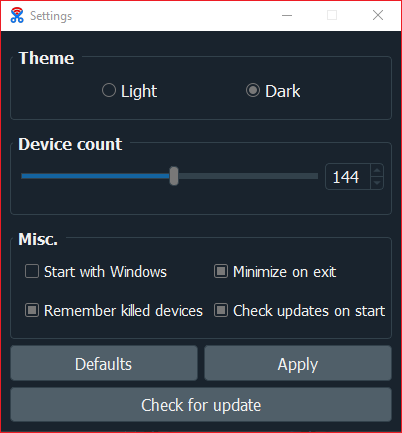 Settings
Theme
Light Dark
Device count
144
Misc.
Start with Windows Minimize on exit
Remember killed devices Check updates on start
Defaults Apply
Check for update